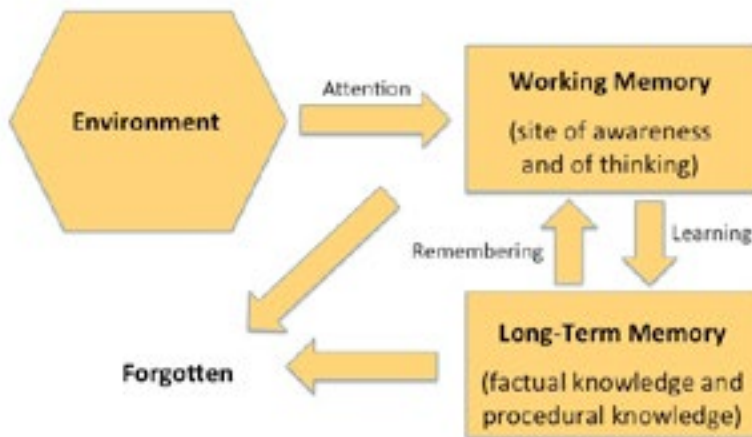 Environment
Attention
Working Memory
(site of awareness
and of thinking)
Remembering
Learning
Forgotten
Long-Term Memory
(factual knowledge and
procedural knowledge)